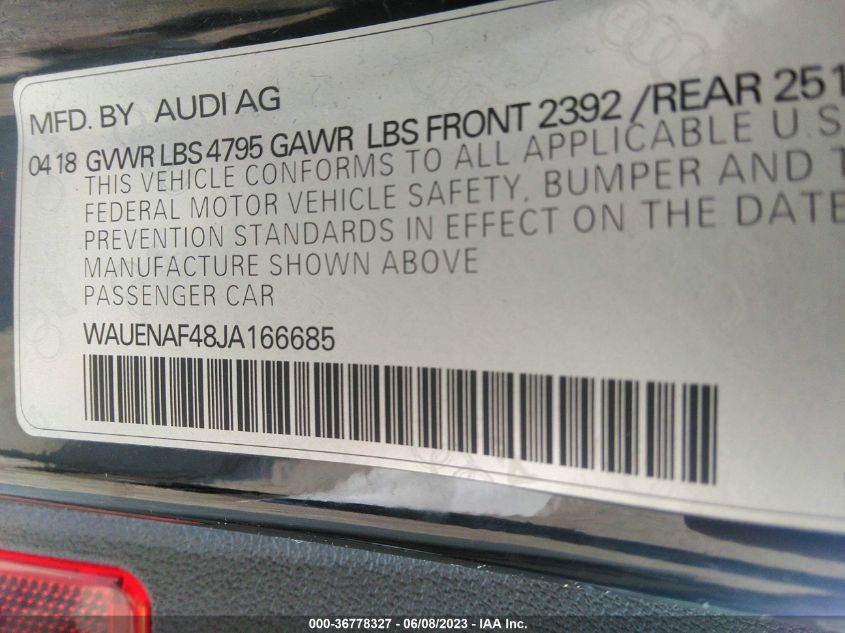 MFD. BY AUDI AG
04 18 GVWR LBS 4795 GAWR LBS FRONT 2392 /REAR 251
THIS VEHICLE CONFORMS TO ALL APPLICABLE U.S
FEDERAL MOTOR VEHICLE SAFETY, BUMPER AND T
PREVENTION STANDARDS IN EFFECT ON THE DATE
MANUFACTURE SHOWN ABOVE
PASSENGER CAR
WAUENAF48JA166685
000-36778327 - 06/08/2023 - IAA Inc.